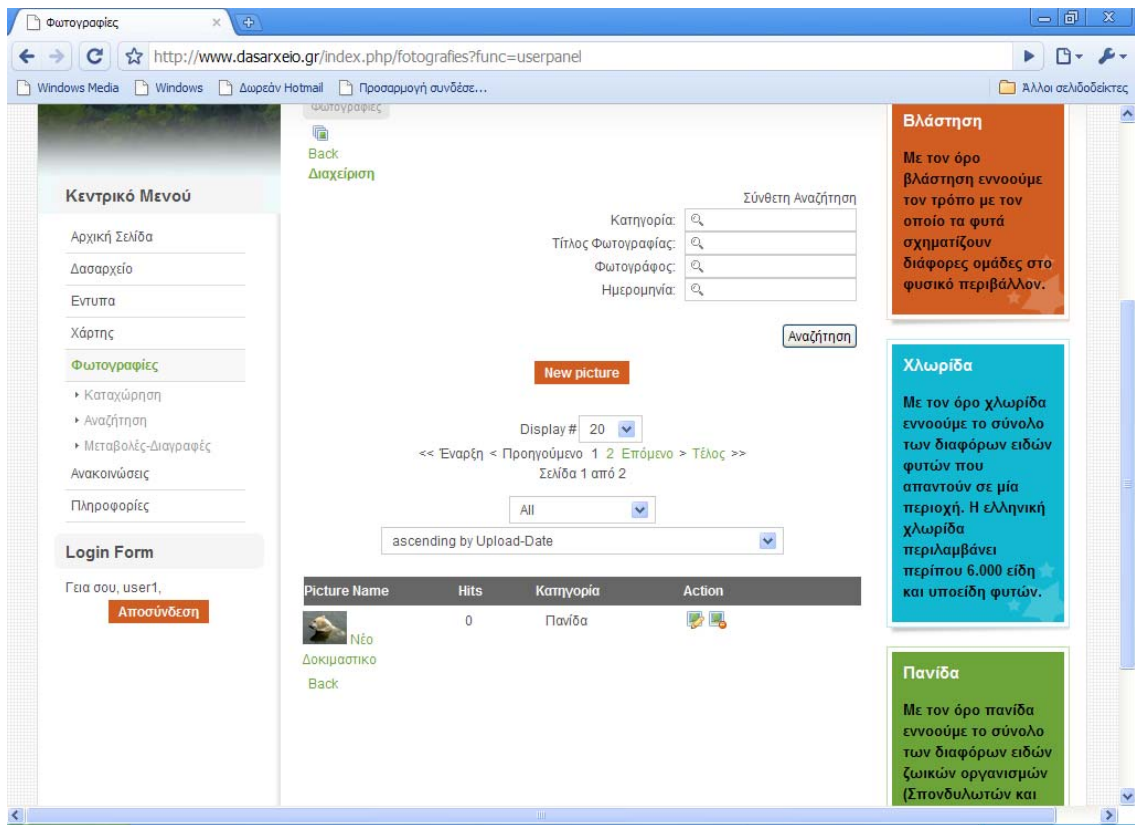 Φωτογραφίες
http://www.dasarxeio.gr/index.php/fotografies?func=userpanel
Windows Media Windows Δωρεάν Hotmail Προσαρμογή συνδέσε... Άλλοι σελιδοδείκτες
Φωτογραφίες
Back
Διαχείριση
Κεντρικό Μενού
Αρχική Σελίδα
Δασαρχείο
Εντυπα
Χάρτης
Φωτογραφίες
Καταχώρηση
Αναζήτηση
Μεταβολές-Διαγραφές
Ανακοινώσεις
Πληροφορίες
Login Form
Γεια σου, user1,
Αποσύνδεση
Σύνθετη Αναζήτηση
Κατηγορία:
Τίτλος Φωτογραφίας:
Φωτογράφος:
Ημερομηνία:
Αναζήτηση
New picture
Display # 20
<< Έναρξη < Προηγούμενο 1 2 Επόμενο > Τέλος >>
Σελίδα 1 από 2
All
ascending by Upload-Date
Picture Name Hits Κατηγορία Action
Νέο 0 Πανίδα
Δοκιμαστικο
Back
Βλάστηση
Με τον όρο
βλάστηση εννοούμε
τον τρόπο με τον
οποίο τα φυτά
σχηματίζουν
διάφορες ομάδες στο
φυσικό περιβάλλον.
Χλωρίδα
Με τον όρο χλωρίδα
εννοούμε το σύνολο
των διαφόρων ειδών
φυτών που
απαντούν σε μία
περιοχή. Η ελληνική
χλωρίδα
περιλαμβάνει
περίπου 6.000 είδη
και υποείδη φυτών.
Πανίδα
Με τον όρο πανίδα
εννοούμε το σύνολο
των διαφόρων ειδών
ζωικών οργανισμών
(Σπονδυλωτών και